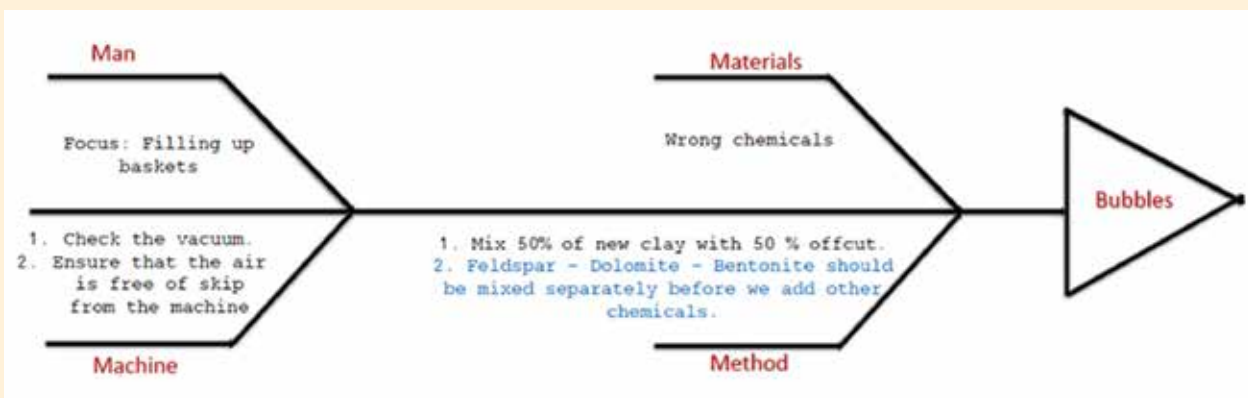 Man
Focus: Filling up
baskets
Materials
Wrong chemicals
Bubbles
1. Check the vacuum.
2. Ensure that the air
is free of skip
from the machine
Machine
1. Mix 50% of new clay with 50 % offcut.
2. Feldspar - Dolomite - Bentonite should
be mixed separately before we add other
chemicals.
Method